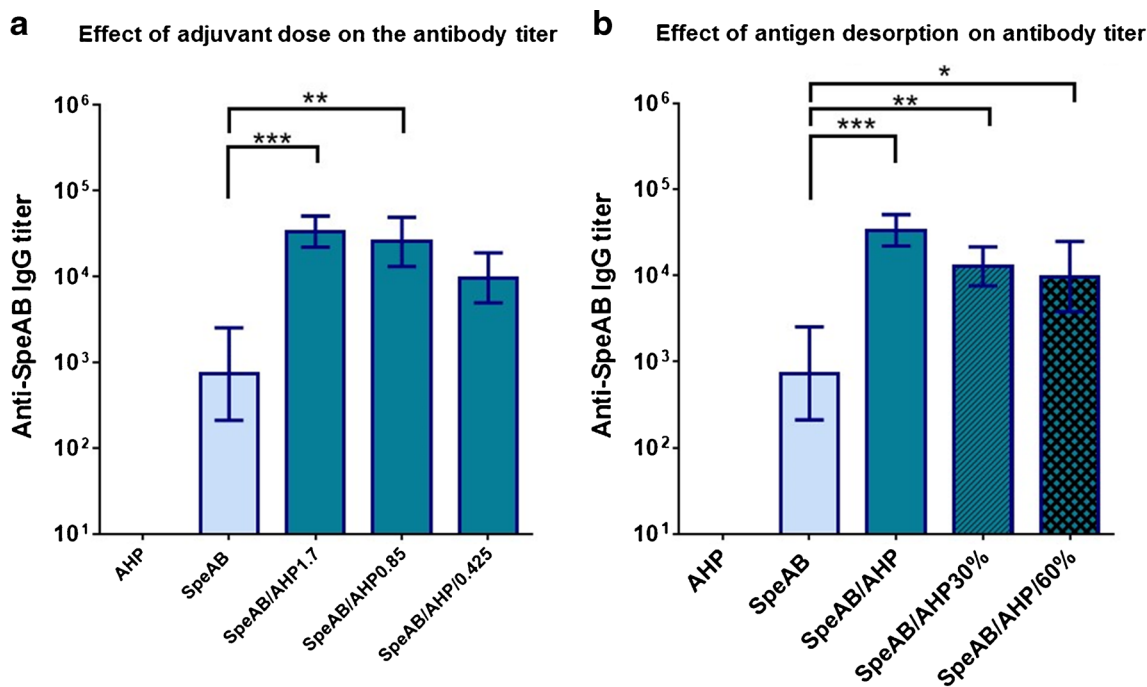 a
Effect of adjuvant dose on the antibody titer
Anti-SpeAB IgG titer
10⁶
10⁵
10⁴
10³
10²
10¹
**
***
AHP
SpeAB
SpeAB/AHP1.7
SpeAB/AHP0.85
SpeAB/AHP/0.425
b
Effect of antigen desorption on antibody titer
Anti-SpeAB IgG titer
10⁶
10⁵
10⁴
10³
10²
10¹
*
**
***
AHP
SpeAB
SpeAB/AHP
SpeAB/AHP30%
SpeAB/AHP/60%